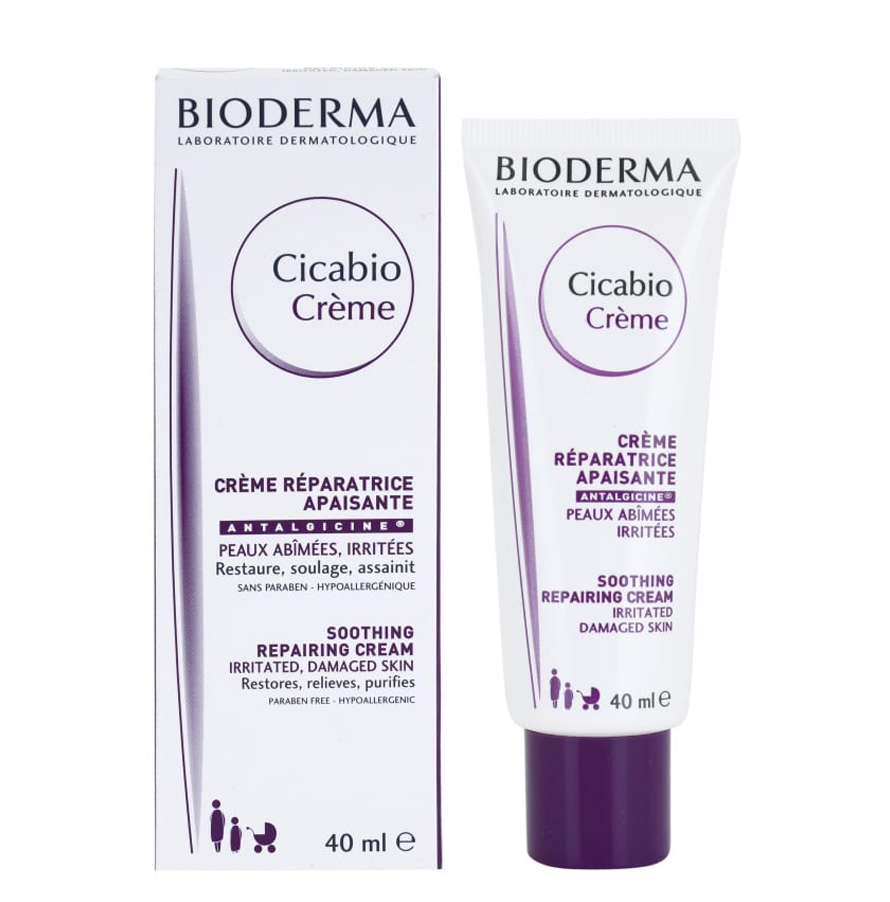 BIODERMA
LABORATOIRE DERMATOLOGIQUE
Cicabio
Crème
CRÈME RÉPARATRICE
APAISANTE
ANTALGICINE®
PEAUX ABÎMÉES, IRRITÉES
Restaure, soulage, assainit
SANS PARABEN - HYPOALLERGÉNIQUE
SOOTHING
REPAIRING CREAM
IRRITATED, DAMAGED SKIN
Restores, relieves, purifies
PARABEN FREE - HYPOALLERGENIC
40 ml ℮
BIODERMA
LABORATOIRE DERMATOLOGIQUE
Cicabio
Crème
CRÈME
RÉPARATRICE
APAISANTE
ANTALGICINE®
PEAUX ABÎMÉES
IRRITÉES
SOOTHING
REPAIRING CREAM
IRRITATED
DAMAGED SKIN
40 ml ℮